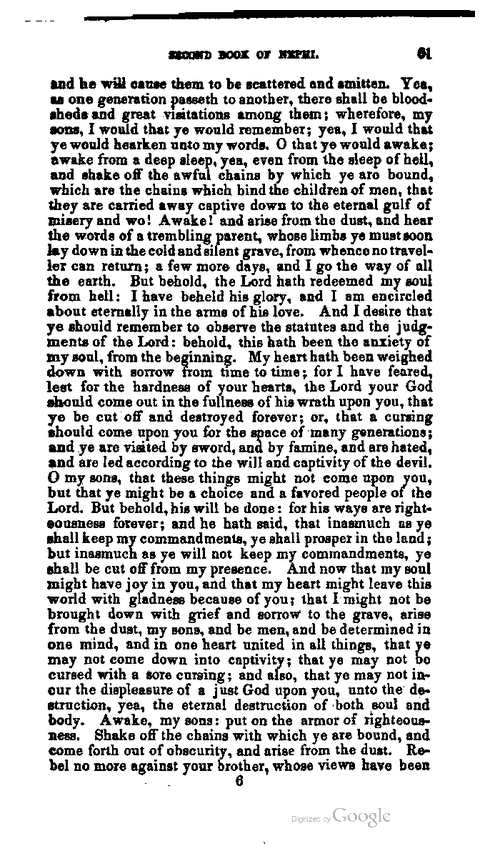 SECOND BOOK OF NEPHI. 61
and he will cause them to be scattered and smitten. Yea,
as one generation passeth to another, there shall be blood-
sheds and great visitations among them; wherefore, my
sons, I would that ye would remember; yea, I would that
ye would hearken unto my words. O that ye would awake;
awake from a deep sleep, yea, even from the sleep of hell,
and shake off the awful chains by which ye are bound,
which are the chains which bind the children of men, that
they are carried away captive down to the eternal gulf of
misery and wo! Awake! and arise from the dust, and hear
the words of a trembling parent, whose limbs ye must soon
lay down in the cold and silent grave, from whence no travel-
ler can return; a few more days, and I go the way of all
the earth. But behold, the Lord hath redeemed my soul
from hell: I have beheld his glory, and I am encircled
about eternally in the arms of his love. And I desire that
ye should remember to observe the statutes and the judg-
ments of the Lord: behold, this hath been the anxiety of
my soul, from the beginning. My heart hath been weighed
down with sorrow from time to time; for I have feared,
lest for the hardness of your hearts, the Lord your God
should come out in the fullness of his wrath upon you, that
ye be cut off and destroyed forever; or, that a cursing
should come upon you for the space of many generations;
and ye are visited by sword, and by famine, and are hated,
and are led according to the will and captivity of the devil.
O my sons, that these things might not come upon you,
but that ye might be a choice and a favored people of the
Lord. But behold, his will be done: for his ways are right-
eousness forever; and he hath said, that inasmuch as ye
shall keep my commandments, ye shall prosper in the land;
but inasmuch as ye will not keep my commandments, ye
shall be cut off from my presence. And now that my soul
might have joy in you, and that my heart might leave this
world with gladness because of you; that I might not be
brought down with grief and sorrow to the grave, arise
from the dust, my sons, and be men, and be determined in
one mind, and in one heart united in all things, that ye
may not come down into captivity; that ye may not be
cursed with a sore cursing; and also, that ye may not in-
cur the displeasure of a just God upon you, unto the de-
struction, yea, the eternal destruction of both soul and
body. Awake, my sons: put on the armor of righteous-
ness. Shake off the chains with which ye are bound, and
come forth out of obscurity, and arise from the dust. Re-
bel no more against your brother, whose views have been
6
Digitized by Google